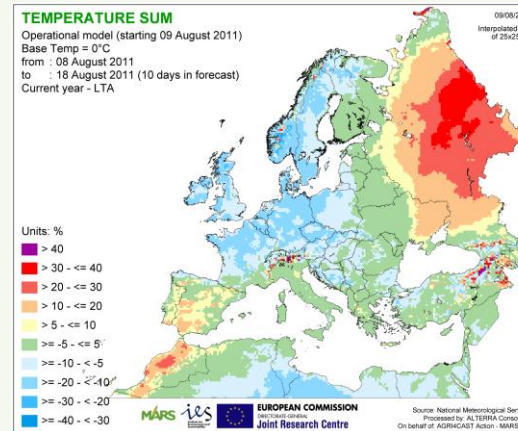 TEMPERATURE SUM
Operational model (starting 09 August 2011)
Base Temp = 0°C
from : 08 August 2011
to : 18 August 2011 (10 days in forecast)
Current year - LTA
09/08/2
Interpolated
of 25x25
Units: %
> 40
> 30 - <= 40
> 20 - <= 30
> 10 - <= 20
> 5 - <= 10
>= -5 - <= 5
>= -10 - < -5
>= -20 - < -10
>= -30 - < -20
>= -40 - < -30
MARS
ies
EUROPEAN COMMISSION
DIRECTORATE-GENERAL
Joint Research Centre
Source: National Meteorological Ser
Processed by: ALTERRA Conso
On behalf of: AGRI4CAST Action - MARS